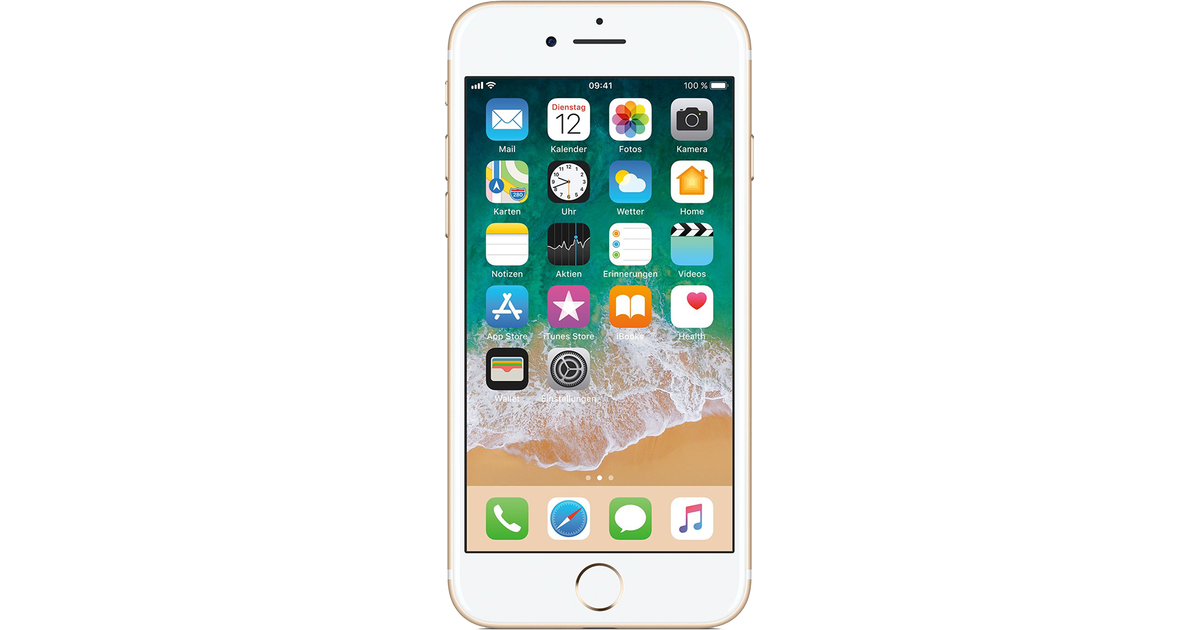 09:41 100 %
Dienstag
12
Mail Kalender Fotos Kamera
280
Karten Uhr Wetter Home
Notizen Aktien Erinnerungen Videos
App Store iTunes Store iBooks Health
Wallet Einstellungen